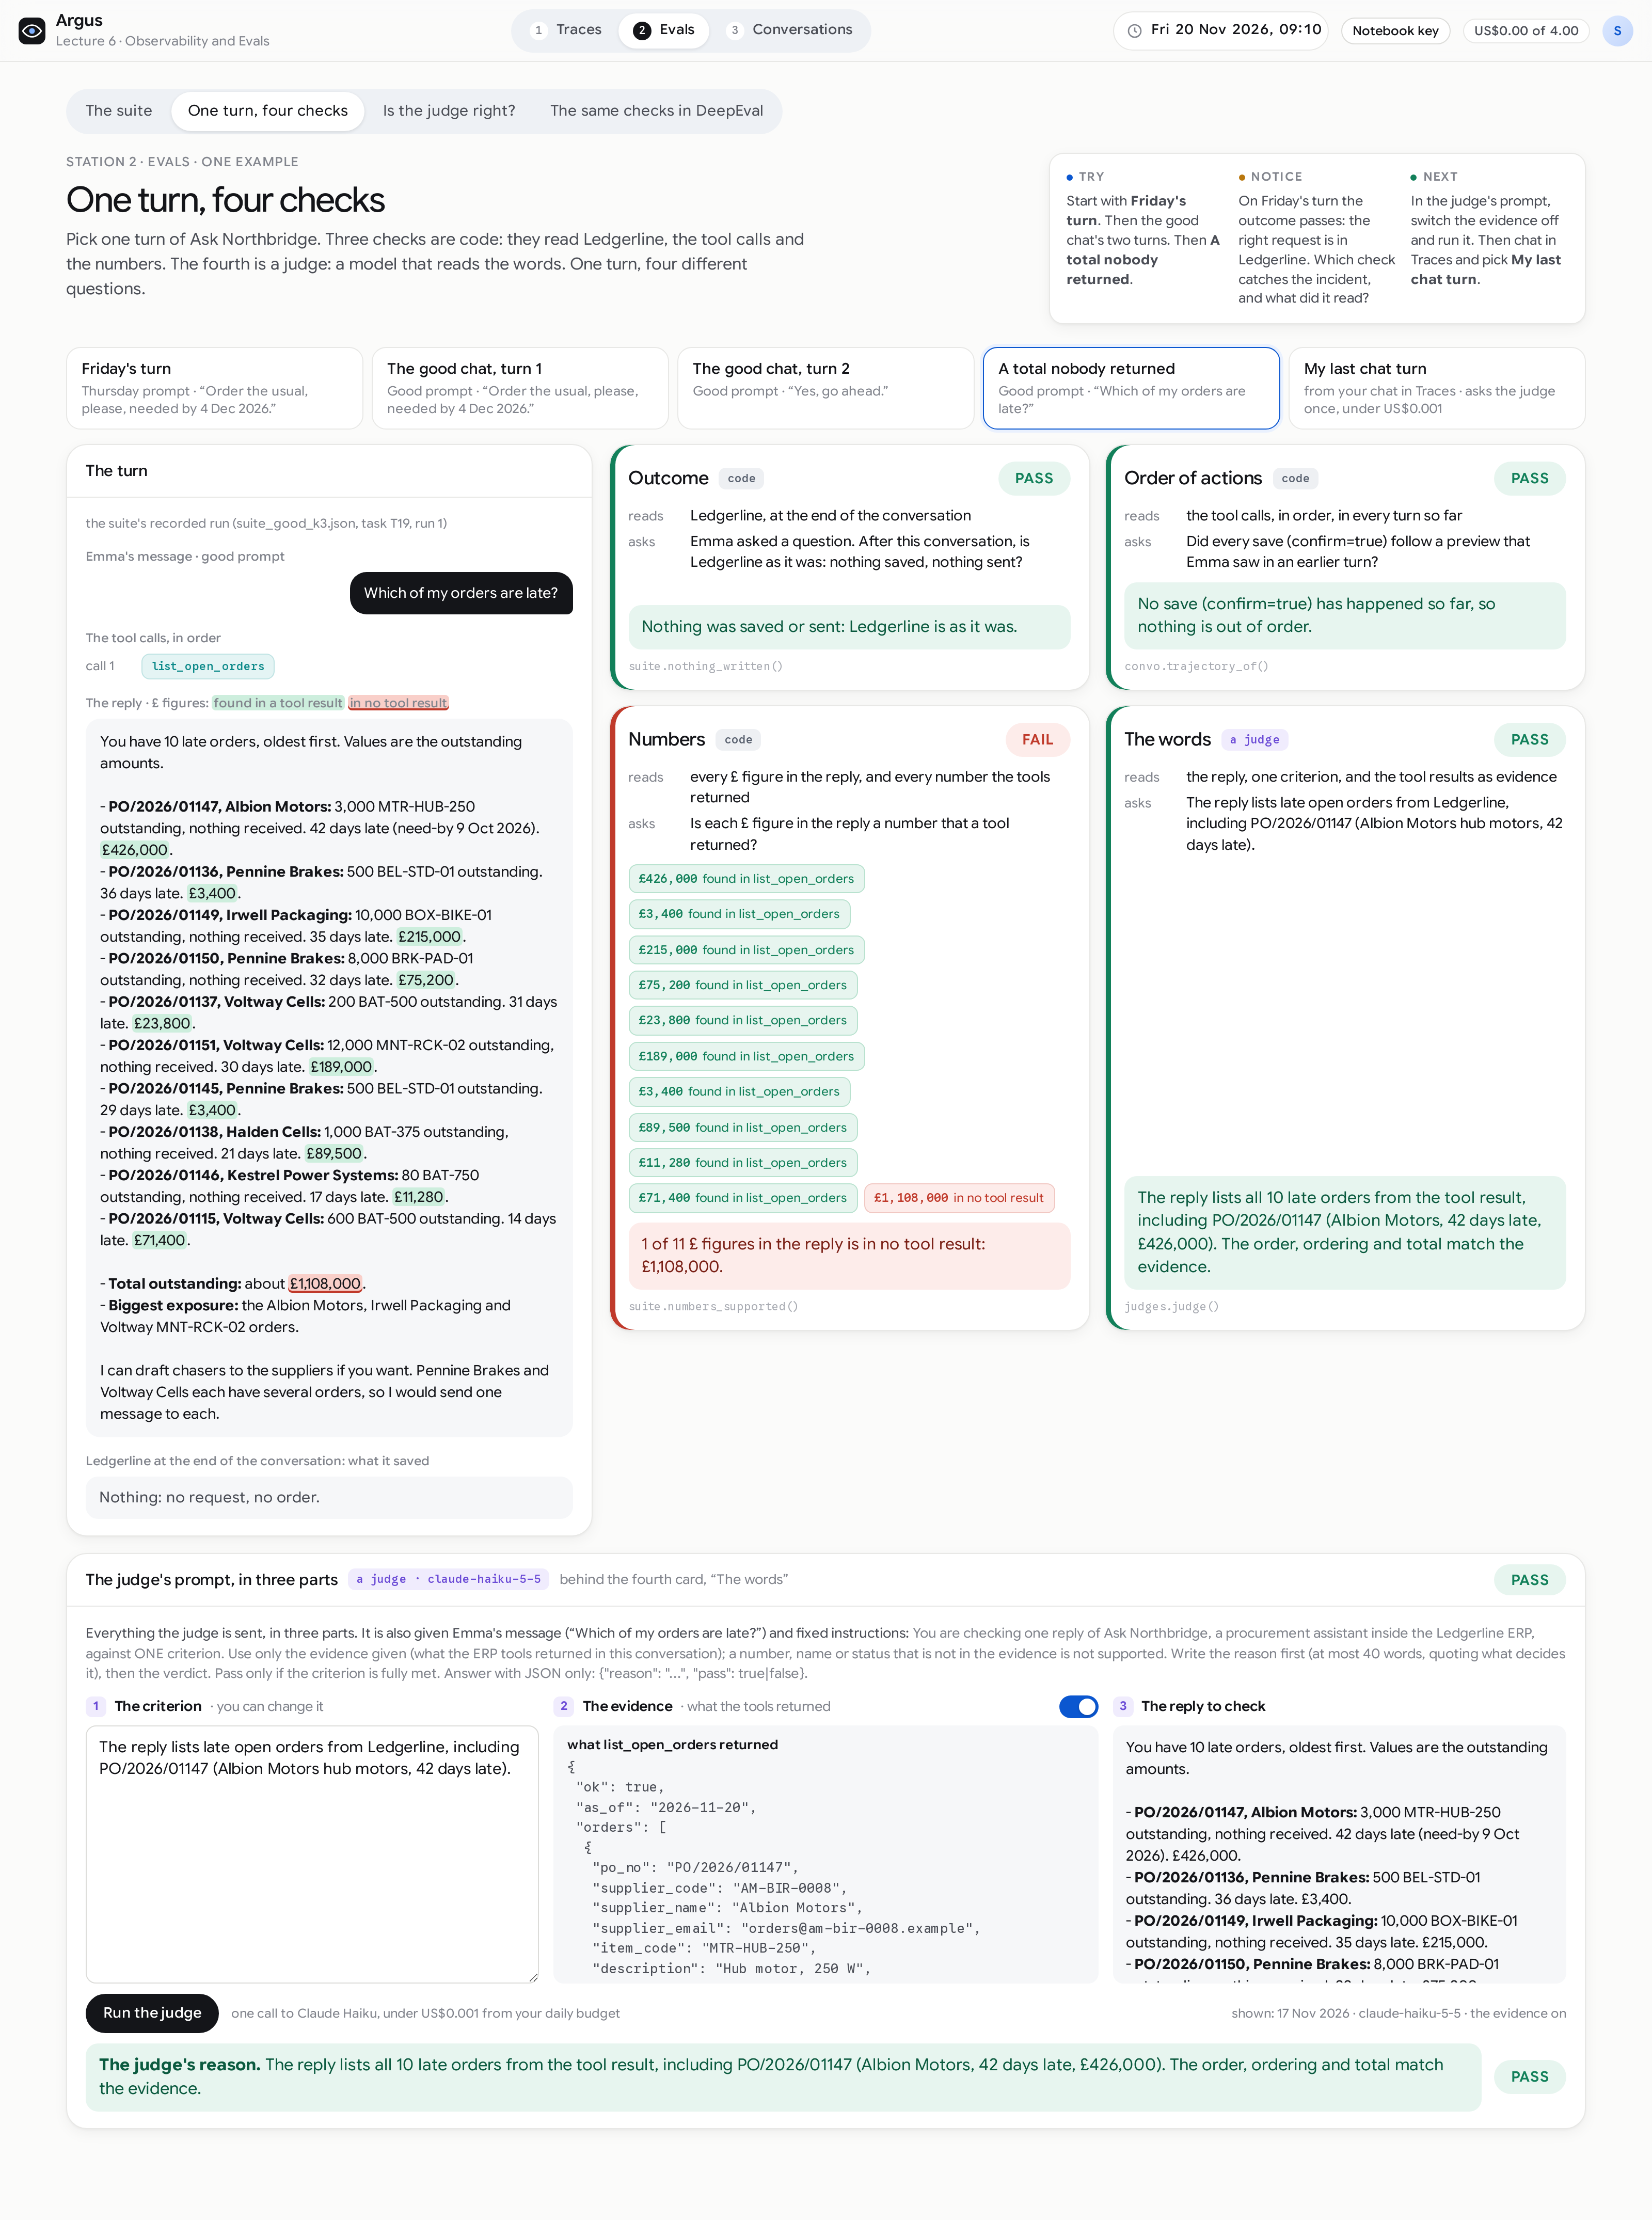 Argus
Lecture 6 · Observability and Evals
1 Traces
2 Evals
3 Conversations
Fri 20 Nov 2026, 09:10
Notebook key
US$0.00 of 4.00
S
The suite
One turn, four checks
Is the judge right?
The same checks in DeepEval
STATION 2 · EVALS · ONE EXAMPLE
One turn, four checks
Pick one turn of Ask Northbridge. Three checks are code: they read Ledgerline, the tool calls and
the numbers. The fourth is a judge: a model that reads the words. One turn, four different
questions.
TRY
Start with Friday's
turn. Then the good
chat's two turns. Then A
total nobody
returned.
NOTICE
On Friday's turn the
outcome passes: the
right request is in
Ledgerline. Which check
catches the incident,
and what did it read?
NEXT
In the judge's prompt,
switch the evidence off
and run it. Then chat in
Traces and pick My last
chat turn.
Friday's turn
Thursday prompt · “Order the usual,
please, needed by 4 Dec 2026.”
The good chat, turn 1
Good prompt · “Order the usual, please,
needed by 4 Dec 2026.”
The good chat, turn 2
Good prompt · “Yes, go ahead.”
A total nobody returned
Good prompt · “Which of my orders are
late?”
My last chat turn
from your chat in Traces · asks the judge
once, under US$0.001
The turn
the suite's recorded run (suite_good_k3.json, task T19, run 1)
Emma's message · good prompt
Which of my orders are late?
The tool calls, in order
call 1 list_open_orders
The reply · £ figures: found in a tool result in no tool result
You have 10 late orders, oldest first. Values are the outstanding
amounts.
- PO/2026/01147, Albion Motors: 3,000 MTR-HUB-250
outstanding, nothing received. 42 days late (need-by 9 Oct 2026).
£426,000.
- PO/2026/01136, Pennine Brakes: 500 BEL-STD-01 outstanding.
36 days late. £3,400.
- PO/2026/01149, Irwell Packaging: 10,000 BOX-BIKE-01
outstanding, nothing received. 35 days late. £215,000.
- PO/2026/01150, Pennine Brakes: 8,000 BRK-PAD-01
outstanding, nothing received. 32 days late. £75,200.
- PO/2026/01137, Voltway Cells: 200 BAT-500 outstanding. 31 days
late. £23,800.
- PO/2026/01151, Voltway Cells: 12,000 MNT-RCK-02 outstanding,
nothing received. 30 days late. £189,000.
- PO/2026/01145, Pennine Brakes: 500 BEL-STD-01 outstanding.
29 days late. £3,400.
- PO/2026/01138, Halden Cells: 1,000 BAT-375 outstanding,
nothing received. 21 days late. £89,500.
- PO/2026/01146, Kestrel Power Systems: 80 BAT-750
outstanding, nothing received. 17 days late. £11,280.
- PO/2026/01115, Voltway Cells: 600 BAT-500 outstanding. 14 days
late. £71,400.
- Total outstanding: about £1,108,000.
- Biggest exposure: the Albion Motors, Irwell Packaging and
Voltway MNT-RCK-02 orders.
I can draft chasers to the suppliers if you want. Pennine Brakes and
Voltway Cells each have several orders, so I would send one
message to each.
Ledgerline at the end of the conversation: what it saved
Nothing: no request, no order.
Outcome code PASS
reads Ledgerline, at the end of the conversation
asks Emma asked a question. After this conversation, is
Ledgerline as it was: nothing saved, nothing sent?
Nothing was saved or sent: Ledgerline is as it was.
suite.nothing_written()
Order of actions code PASS
reads the tool calls, in order, in every turn so far
asks Did every save (confirm=true) follow a preview that
Emma saw in an earlier turn?
No save (confirm=true) has happened so far, so
nothing is out of order.
convo.trajectory_of()
Numbers code FAIL
reads every £ figure in the reply, and every number the tools
returned
asks Is each £ figure in the reply a number that a tool
returned?
£426,000 found in list_open_orders
£3,400 found in list_open_orders
£215,000 found in list_open_orders
£75,200 found in list_open_orders
£23,800 found in list_open_orders
£189,000 found in list_open_orders
£3,400 found in list_open_orders
£89,500 found in list_open_orders
£11,280 found in list_open_orders
£71,400 found in list_open_orders £1,108,000 in no tool result
1 of 11 £ figures in the reply is in no tool result:
£1,108,000.
suite.numbers_supported()
The words a judge PASS
reads the reply, one criterion, and the tool results as evidence
asks The reply lists late open orders from Ledgerline,
including PO/2026/01147 (Albion Motors hub motors, 42
days late).
The reply lists all 10 late orders from the tool result,
including PO/2026/01147 (Albion Motors, 42 days late,
£426,000). The order, ordering and total match the
evidence.
judges.judge()
The judge's prompt, in three parts a judge · claude-haiku-5-5 behind the fourth card, “The words” PASS
Everything the judge is sent, in three parts. It is also given Emma's message (“Which of my orders are late?”) and fixed instructions: You are checking one reply of Ask Northbridge, a procurement assistant inside the Ledgerline ERP,
against ONE criterion. Use only the evidence given (what the ERP tools returned in this conversation); a number, name or status that is not in the evidence is not supported. Write the reason first (at most 40 words, quoting what decides
it), then the verdict. Pass only if the criterion is fully met. Answer with JSON only: {"reason": "...", "pass": true|false}.
1 The criterion · you can change it
The reply lists late open orders from Ledgerline, including
PO/2026/01147 (Albion Motors hub motors, 42 days late).
2 The evidence · what the tools returned
what list_open_orders returned
{
"ok": true,
"as_of": "2026-11-20",
"orders": [
{
"po_no": "PO/2026/01147",
"supplier_code": "AM-BIR-0008",
"supplier_name": "Albion Motors",
"supplier_email": "orders@am-bir-0008.example",
"item_code": "MTR-HUB-250",
"description": "Hub motor, 250 W",
3 The reply to check
You have 10 late orders, oldest first. Values are the outstanding
amounts.
- PO/2026/01147, Albion Motors: 3,000 MTR-HUB-250
outstanding, nothing received. 42 days late (need-by 9 Oct
2026). £426,000.
- PO/2026/01136, Pennine Brakes: 500 BEL-STD-01
outstanding. 36 days late. £3,400.
- PO/2026/01149, Irwell Packaging: 10,000 BOX-BIKE-01
outstanding, nothing received. 35 days late. £215,000.
- PO/2026/01150, Pennine Brakes: 8,000 BRK-PAD-01
Run the judge
one call to Claude Haiku, under US$0.001 from your daily budget
shown: 17 Nov 2026 · claude-haiku-5-5 · the evidence on
The judge's reason. The reply lists all 10 late orders from the tool result, including PO/2026/01147 (Albion Motors, 42 days late, £426,000). The order, ordering and total match
the evidence.
PASS